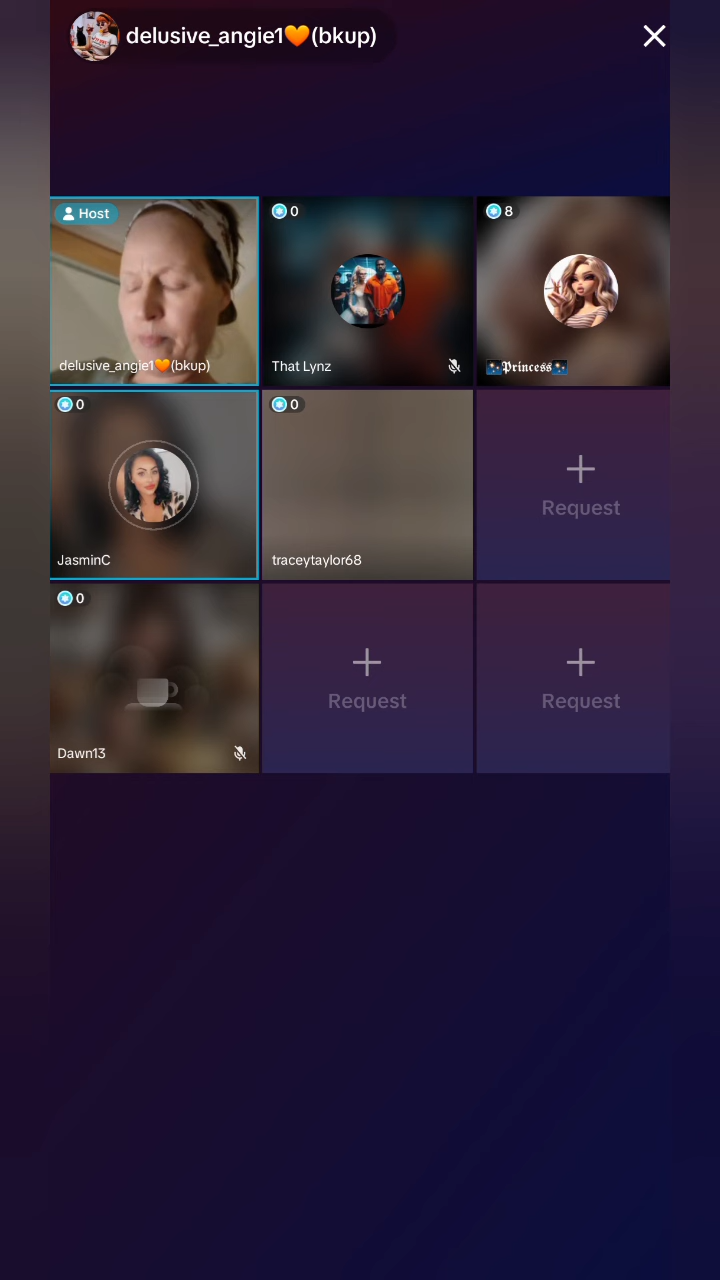 delusive_angie1🧡(bkup)
Host
0
8
delusive_angie1🧡(bkup)
That Lynz
🌠𝕻𝖗𝖎𝖓𝖈𝖊𝖘𝖘🌠
0
0
JasminC
traceytaylor68
Request
0
Request
Request
Dawn13